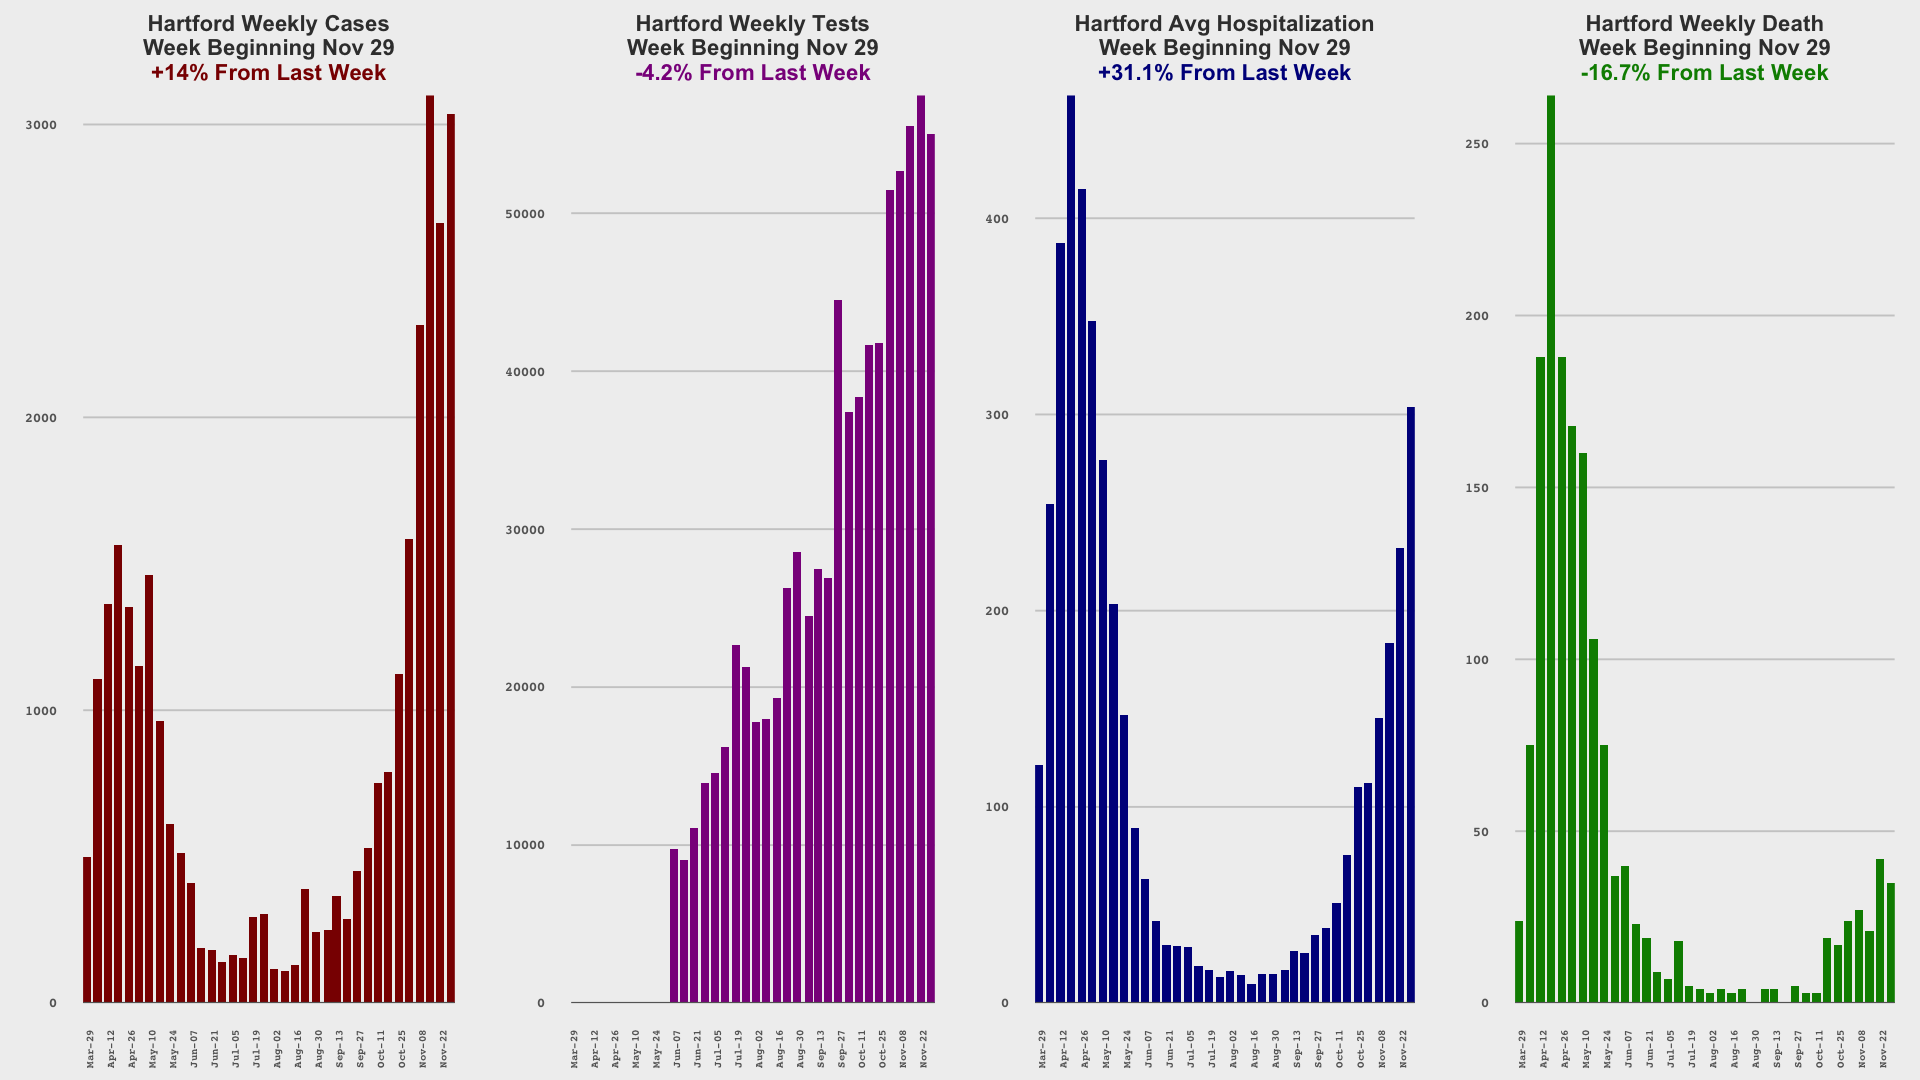 Hartford Weekly Cases
Week Beginning Nov 29
+14% From Last Week
3000
2000
1000
0
Mar-29
Apr-12
Apr-26
May-10
May-24
Jun-07
Jun-21
Jul-05
Jul-19
Aug-02
Aug-16
Aug-30
Sep-13
Sep-27
Oct-11
Oct-25
Nov-08
Nov-22
Hartford Weekly Tests
Week Beginning Nov 29
-4.2% From Last Week
50000
40000
30000
20000
10000
0
Mar-29
Apr-12
Apr-26
May-10
May-24
Jun-07
Jun-21
Jul-05
Jul-19
Aug-02
Aug-16
Aug-30
Sep-13
Sep-27
Oct-11
Oct-25
Nov-08
Nov-22
Hartford Avg Hospitalization
Week Beginning Nov 29
+31.1% From Last Week
400
300
200
100
0
Mar-29
Apr-12
Apr-26
May-10
May-24
Jun-07
Jun-21
Jul-05
Jul-19
Aug-02
Aug-16
Aug-30
Sep-13
Sep-27
Oct-11
Oct-25
Nov-08
Nov-22
Hartford Weekly Death
Week Beginning Nov 29
-16.7% From Last Week
250
200
150
100
50
0
Mar-29
Apr-12
Apr-26
May-10
May-24
Jun-07
Jun-21
Jul-05
Jul-19
Aug-02
Aug-16
Aug-30
Sep-13
Sep-27
Oct-11
Oct-25
Nov-08
Nov-22